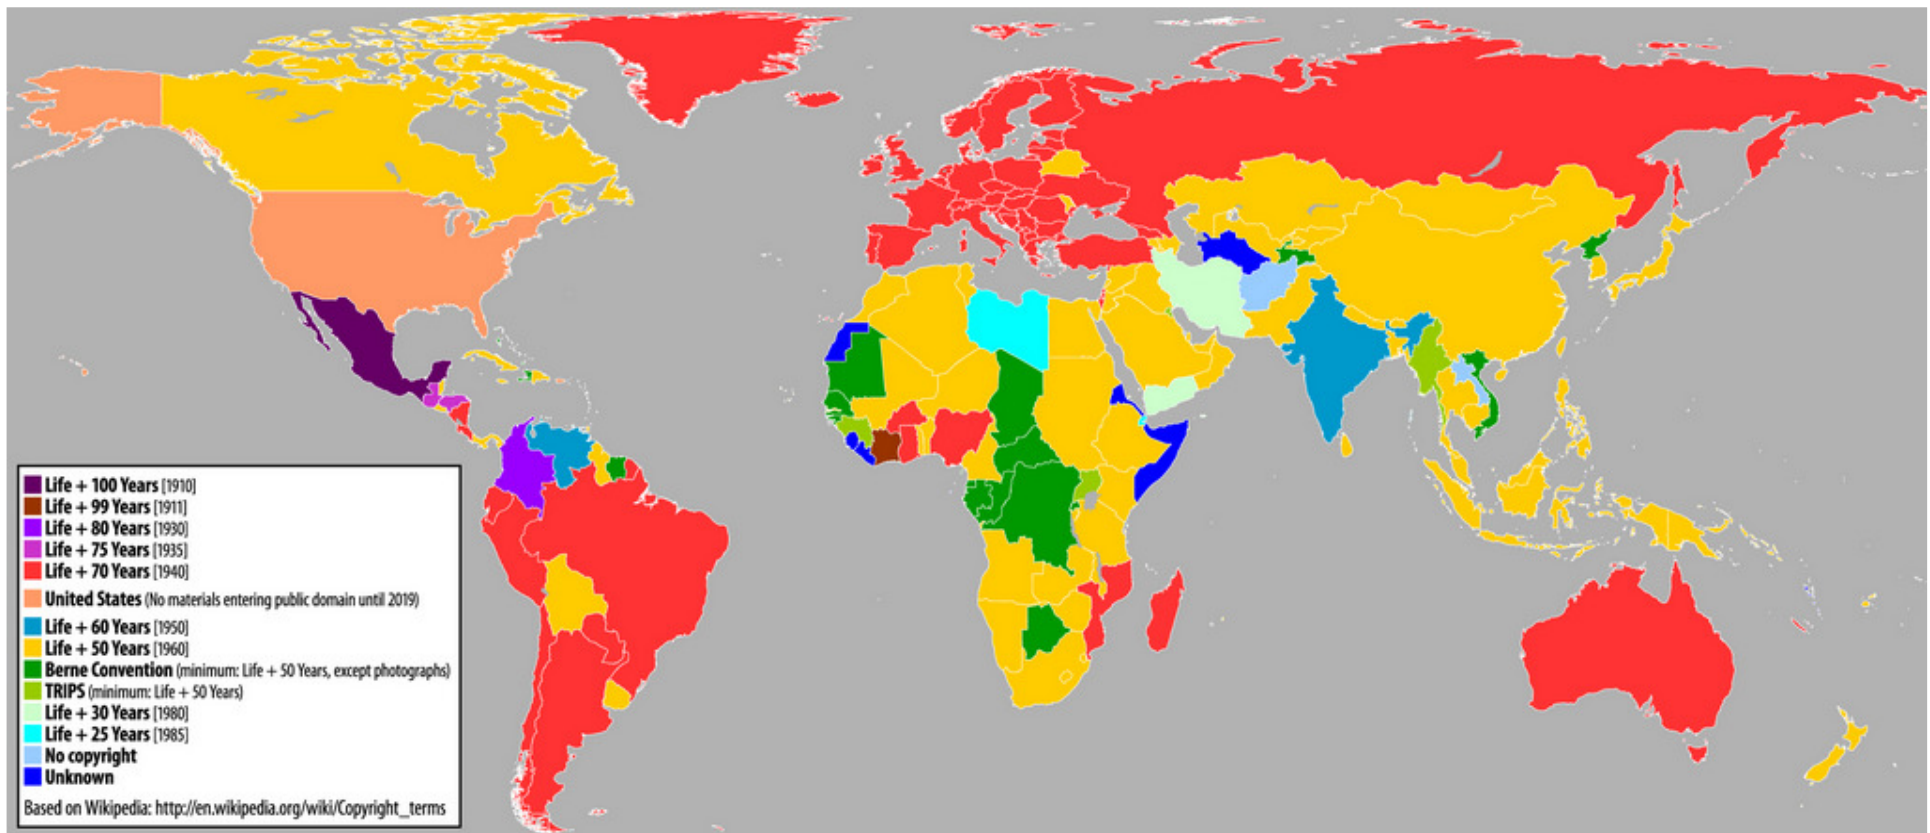 Life + 100 Years [1910]
Life + 99 Years [1911]
Life + 80 Years [1930]
Life + 75 Years [1935]
Life + 70 Years [1940]
United States (No materials entering public domain until 2019)
Life + 60 Years [1950]
Life + 50 Years [1960]
Berne Convention (minimum: Life + 50 Years, except photographs)
TRIPS (minimum: Life + 50 Years)
Life + 30 Years [1980]
Life + 25 Years [1985]
No copyright
Unknown
Based on Wikipedia: http://en.wikipedia.org/wiki/Copyright_terms